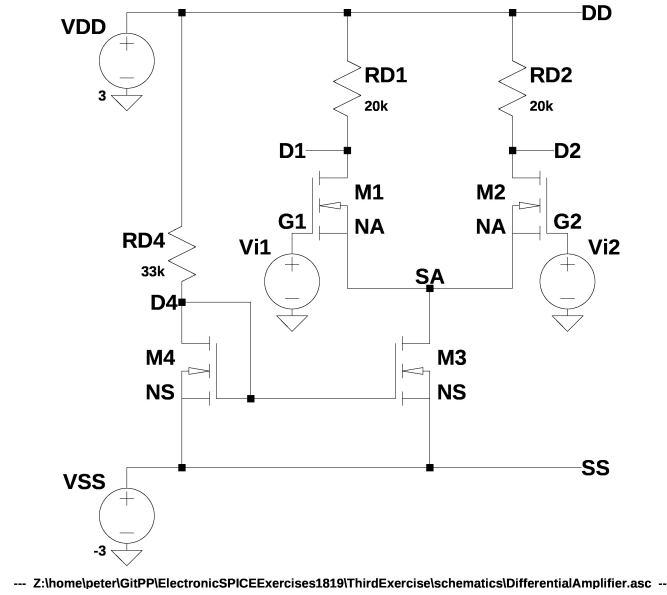 VDD
DD
3
RD1
20k
RD2
20k
D1
D2
M1
M2
G1
NA
NA
G2
RD4
33k
Vi1
Vi2
SA
D4
M4
M3
NS
NS
VSS
SS
-3
--- Z:\home\peter\GitPP\ElectronicSPICEExercises1819\ThirdExercise\schematics\DifferentialAmplifier.asc --